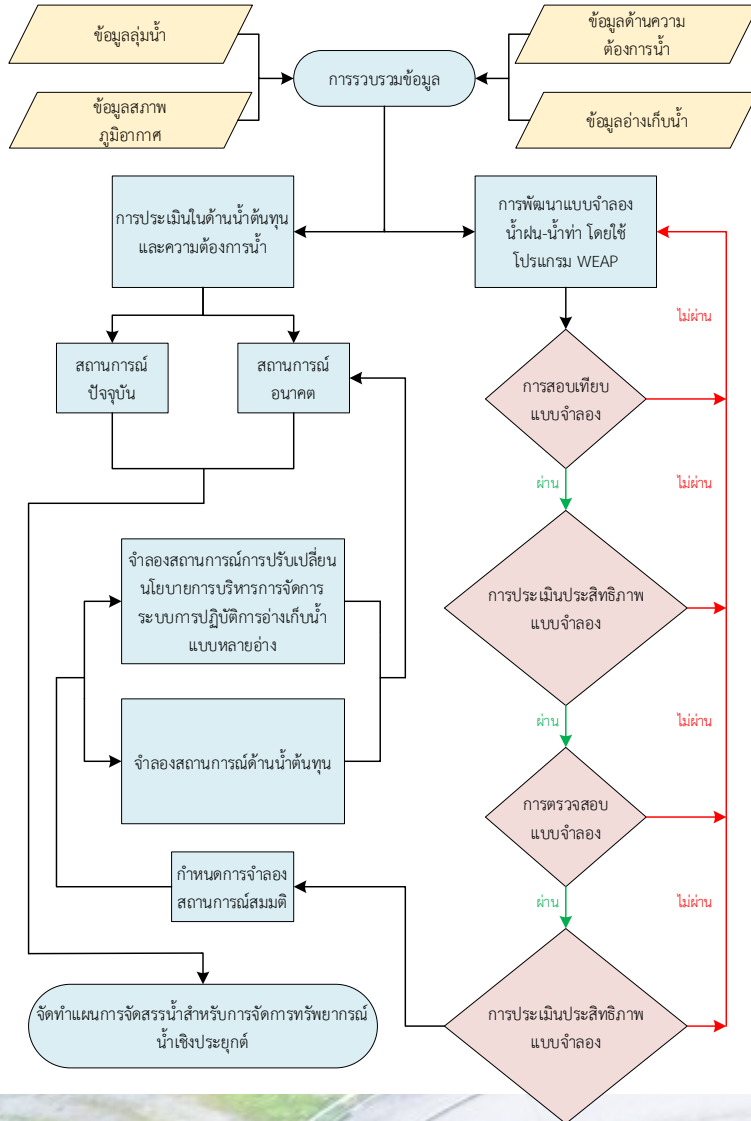 ข้อมูลลุ่มน้ำ
ข้อมูลด้านความ
ต้องการน้ำ
การรวบรวมข้อมูล
ข้อมูลสภาพ
ภูมิอากาศ
ข้อมูลอ่างเก็บน้ำ
การประเมินในด้านน้ำต้นทุน
และความต้องการน้ำ
การพัฒนาแบบจำลอง
น้ำฝน-น้ำท่า โดยใช้
โปรแกรม WEAP
ไม่ผ่าน
สถานการณ์
ปัจจุบัน
สถานการณ์
อนาคต
การสอบเทียบ
แบบจำลอง
ผ่าน
ไม่ผ่าน
จำลองสถานการณ์การปรับเปลี่ยน
นโยบายการบริหารการจัดการ
ระบบการปฏิบัติการอ่างเก็บน้ำ
แบบหลายอ่าง
การประเมินประสิทธิภาพ
แบบจำลอง
ผ่าน
ไม่ผ่าน
จำลองสถานการณ์ด้านน้ำต้นทุน
การตรวจสอบ
แบบจำลอง
กำหนดการจำลอง
สถานการณ์สมมติ
ผ่าน
ไม่ผ่าน
จัดทำแผนการจัดสรรน้ำสำหรับการจัดการทรัพยากรณ์
น้ำเชิงประยุกต์
การประเมินประสิทธิภาพ
แบบจำลอง